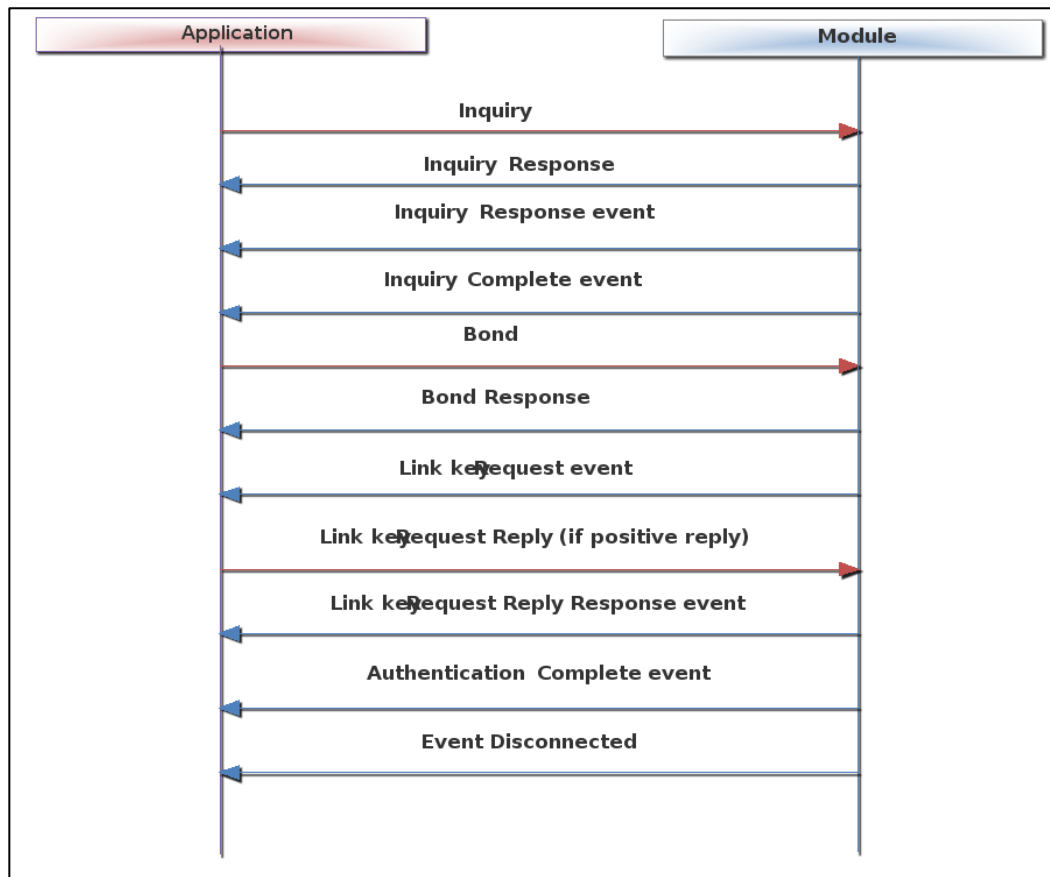 Application
Module
Inquiry
Inquiry Response
Inquiry Response event
Inquiry Complete event
Bond
Bond Response
Link key Request event
Link key Request Reply (if positive reply)
Link key Request Reply Response event
Authentication Complete event
Event Disconnected